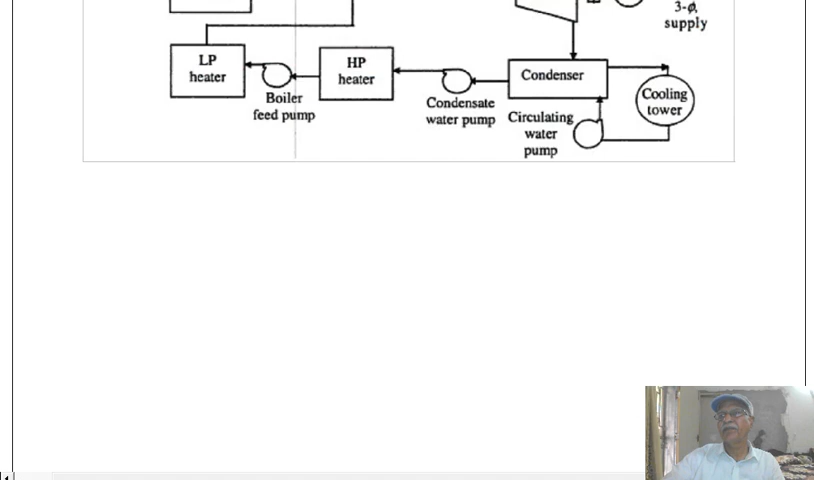 3-ø,
supply
LP
heater
HP
heater
Condenser
Cooling
tower
Boiler
feed pump
Condensate
water pump
Circulating
water
pump